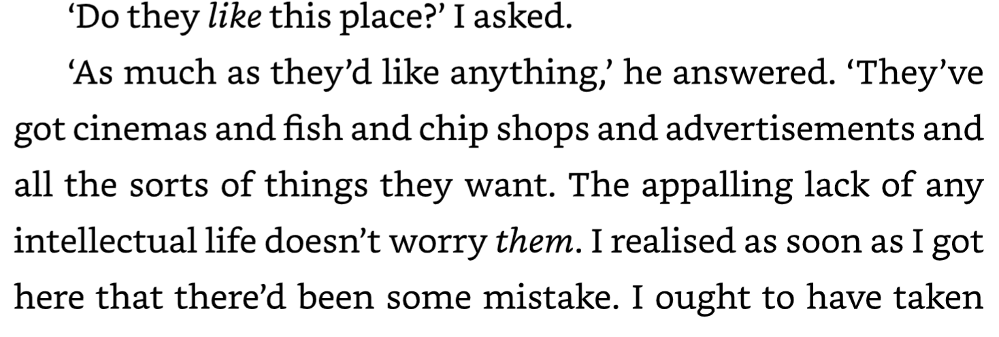 ‘Do they like this place?’ I asked.
‘As much as they’d like anything,’ he answered. ‘They’ve
got cinemas and fish and chip shops and advertisements and
all the sorts of things they want. The appalling lack of any
intellectual life doesn’t worry them. I realised as soon as I got
here that there’d been some mistake. I ought to have taken